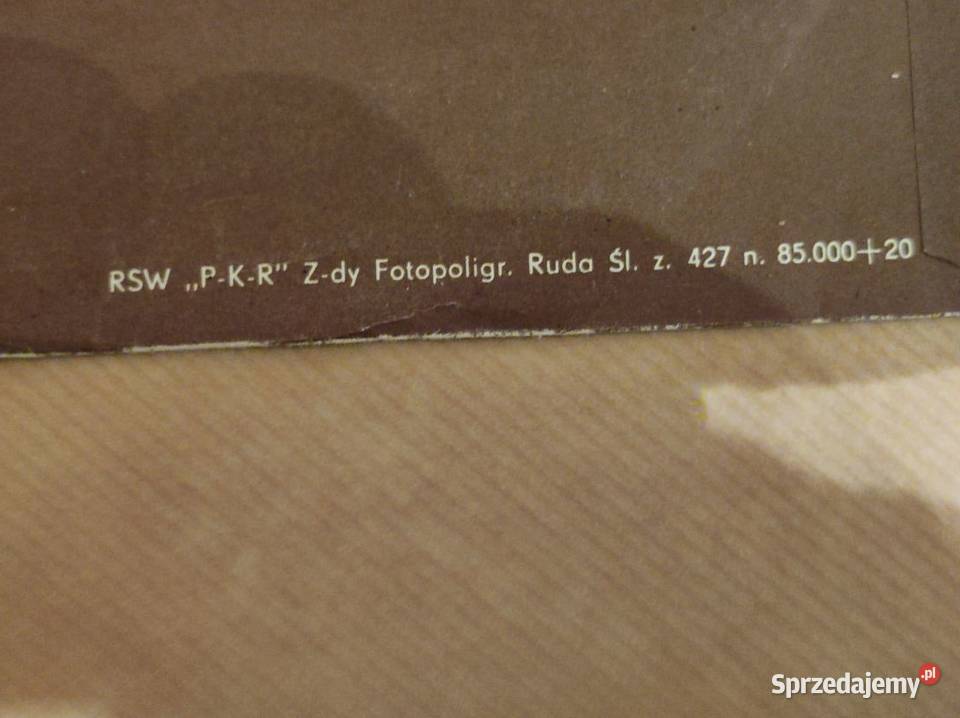 RSW „P-K-R" Z-dy Fotopoligr. Ruda Śl. z. 427 n. 85.000+20
Sprzedajemy.pl